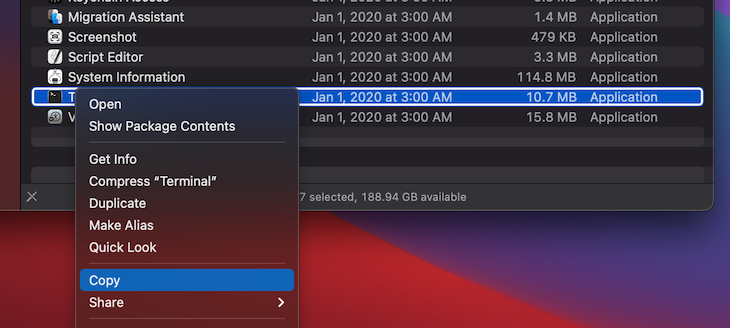 Migration Assistant Jan 1, 2020 at 3:00 AM 1.4 MB Application
Screenshot Jan 1, 2020 at 3:00 AM 479 KB Application
Script Editor Jan 1, 2020 at 3:00 AM 3.3 MB Application
System Information Jan 1, 2020 at 3:00 AM 114.8 MB Application
T Jan 1, 2020 at 3:00 AM 10.7 MB Application
V Jan 1, 2020 at 3:00 AM 15.8 MB Application
Open
Show Package Contents
Get Info
Compress “Terminal”
Duplicate
Make Alias
Quick Look
7 selected, 188.94 GB available
Copy
Share